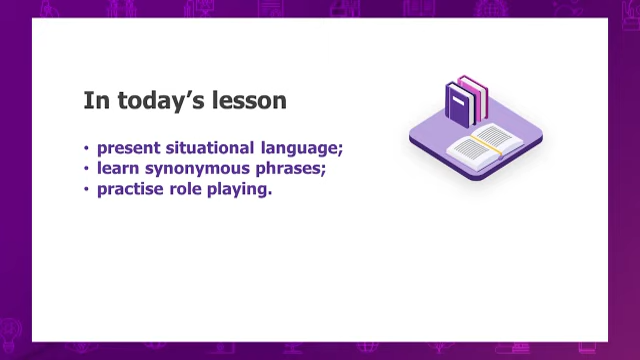 In today’s lesson
• present situational language;
• learn synonymous phrases;
• practise role playing.